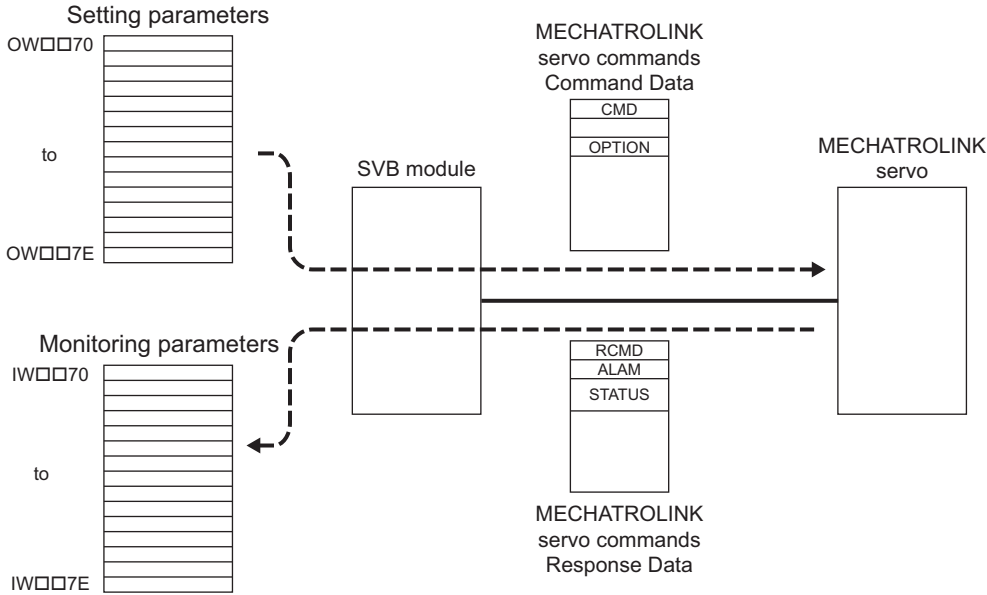 Setting parameters
OW□□70
to
OW□□7E
MECHATROLINK
servo commands
Command Data
CMD
OPTION
SVB module
MECHATROLINK
servo
Monitoring parameters
IW□□70
to
IW□□7E
RCMD
ALAM
STATUS
MECHATROLINK
servo commands
Response Data